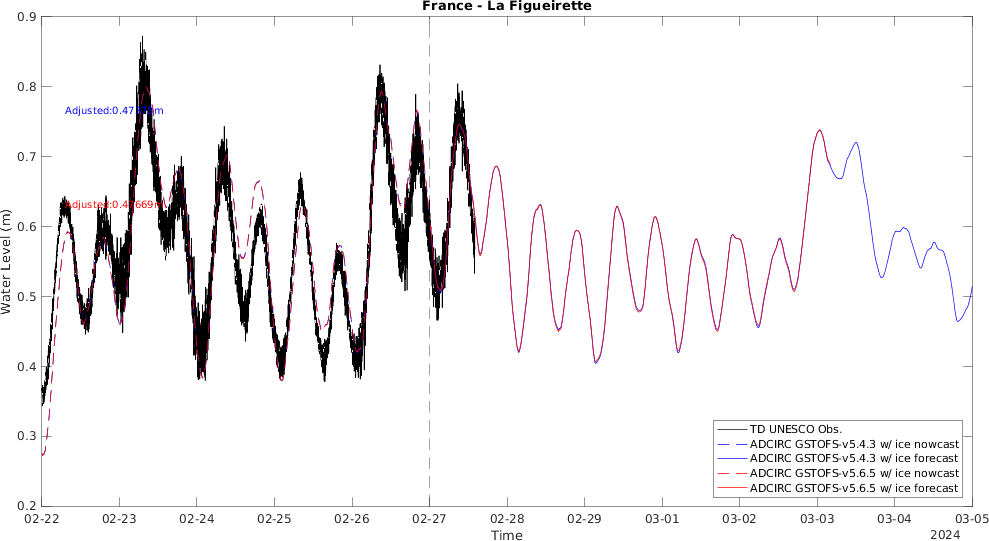 France - La Figueirette
0.9
0.8
0.7
0.6
0.5
0.4
0.3
0.2
Water Level (m)
TD UNESCO Obs.
ADCIRC GSTOFS-v5.4.3 w/ ice nowcast
ADCIRC GSTOFS-v5.4.3 w/ ice forecast
ADCIRC GSTOFS-v5.6.5 w/ ice nowcast
ADCIRC GSTOFS-v5.6.5 w/ ice forecast
02-22 02-23 02-24 02-25 02-26 02-27 02-28 02-29 03-01 03-02 03-03 03-04 03-05
Time
2024